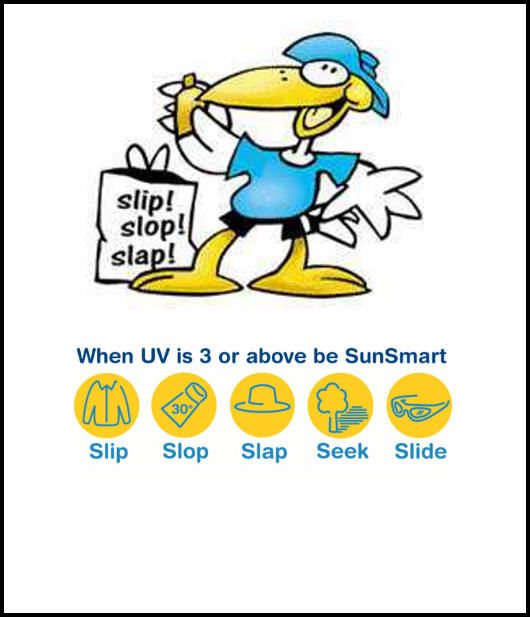 slip!
slop!
slap!
When UV is 3 or above be SunSmart
30+
Slip Slop Slap Seek Slide